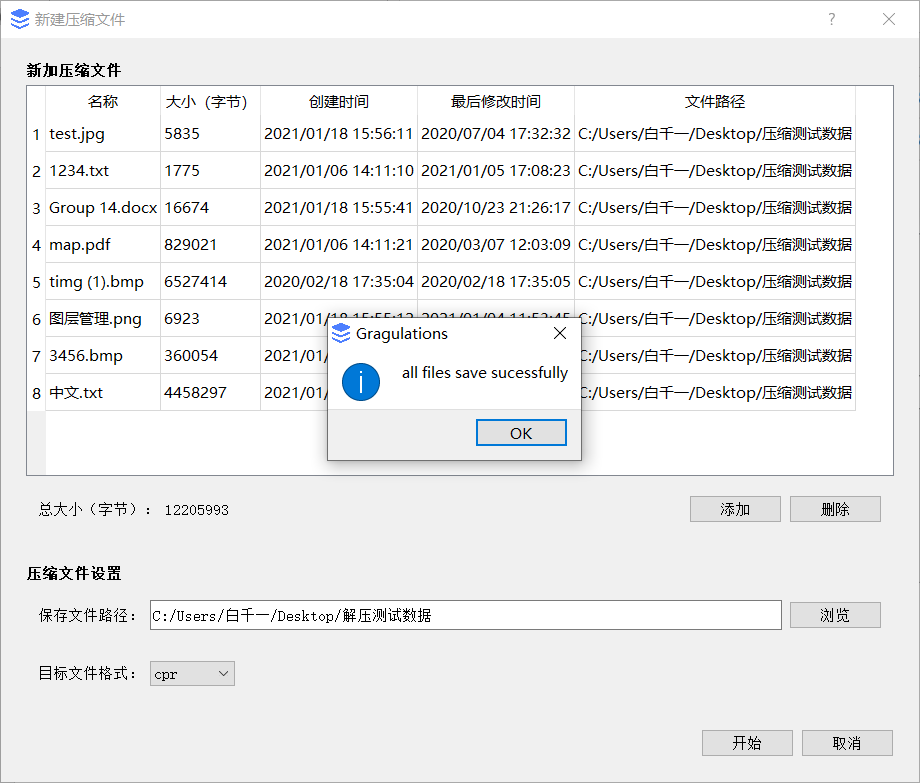 新建压缩文件 ?
新加压缩文件
名称 大小（字节） 创建时间 最后修改时间 文件路径
1 test.jpg 5835 2021/01/18 15:56:11 2020/07/04 17:32:32 C:/Users/白千一/Desktop/压缩测试数据
2 1234.txt 1775 2021/01/06 14:11:10 2021/01/05 17:08:23 C:/Users/白千一/Desktop/压缩测试数据
3 Group 14.docx 16674 2021/01/18 15:55:41 2020/10/23 21:26:17 C:/Users/白千一/Desktop/压缩测试数据
4 map.pdf 829021 2021/01/06 14:11:21 2020/03/07 12:03:09 C:/Users/白千一/Desktop/压缩测试数据
5 timg (1).bmp 6527414 2020/02/18 17:35:04 2020/02/18 17:35:05 C:/Users/白千一/Desktop/压缩测试数据
6 图层管理.png 6923 2021/01/ C:/Users/白千一/Desktop/压缩测试数据
7 3456.bmp 360054 2021/01/ C:/Users/白千一/Desktop/压缩测试数据
8 中文.txt 4458297 2021/01/ C:/Users/白千一/Desktop/压缩测试数据
Gragulations
all files save sucessfully
OK
总大小（字节）： 12205993 添加 删除
压缩文件设置
保存文件路径： C:/Users/白千一/Desktop/解压测试数据 浏览
目标文件格式： cpr
开始 取消